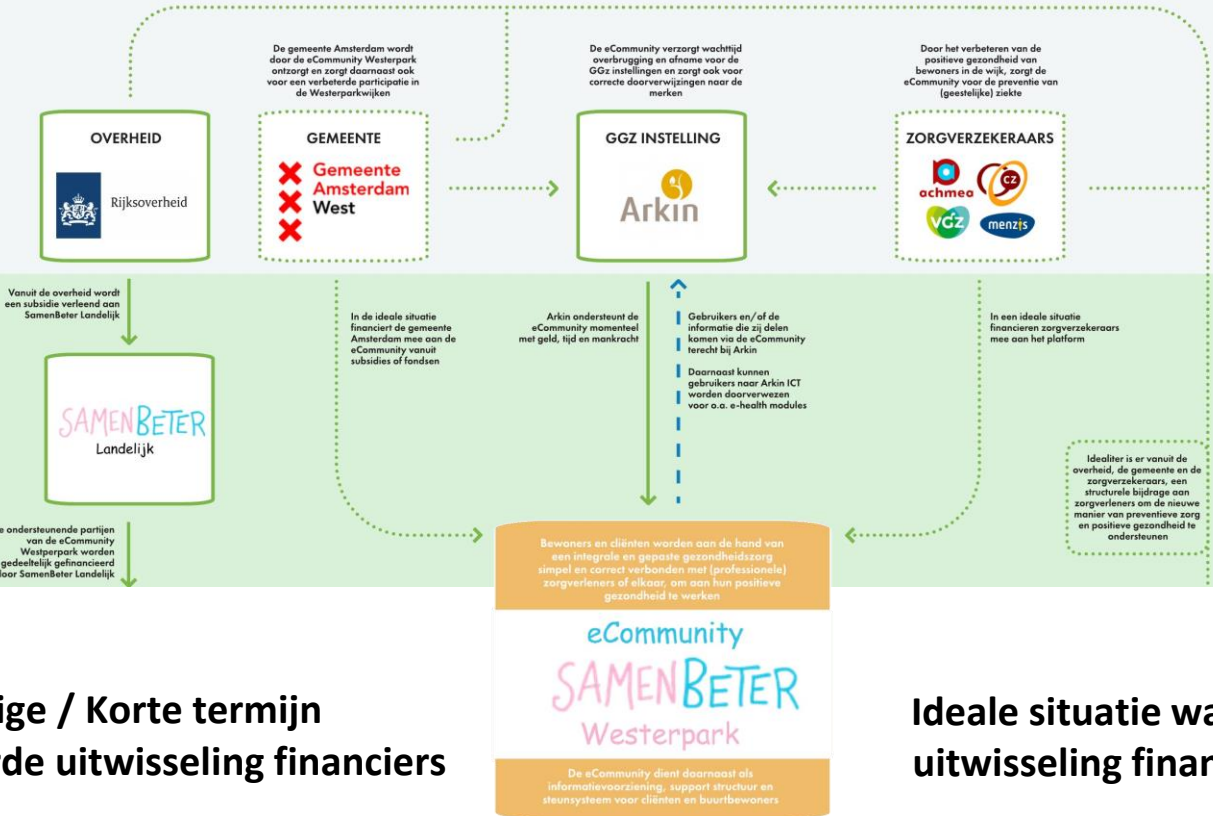 De gemeente Amsterdam wordt
door de eCommunity Westerpark
ontzorgt en zorgt daarnaast ook
voor een verbeterde participatie in
de Westerparkwijken
De eCommunity verzorgt wachttijd
overbrugging en afname voor de
GGz instellingen en zorgt ook voor
correcte doorverwijzingen naar de
merken
Door het verbeteren van de
positieve gezondheid van
bewoners in de wijk, zorgt de
eCommunity voor de preventie van
(geestelijke) ziekte
OVERHEID
Rijksoverheid
GEMEENTE
Gemeente
Amsterdam
West
GGZ INSTELLING
Arkin
ZORGVERZEKERAARS
achmea
CZ
VGZ
menzis
Vanuit de overheid wordt
een subsidie verleend aan
SamenBeter Landelijk
In de ideale situatie
financiert de gemeente
Amsterdam mee aan de
eCommunity vanuit
subsidies of fondsen
Arkin ondersteunt de
eCommunity momenteel
met geld, tijd en mankracht
Gebruikers en/of de
informatie die zij delen
komen via de eCommunity
terecht bij Arkin
Daarnaast kunnen
gebruikers naar Arkin ICT
worden doorverwezen
voor o.a. e-health modules
In een ideale situatie
financieren zorgverzekeraars
mee aan het platform
SAMENBETER
Landelijk
Idealiter is er vanuit de
overheid, de gemeente en de
zorgverzekeraars, een
structurele bijdrage aan
zorgverleners om de nieuwe
manier van preventieve zorg
en positieve gezondheid te
ondersteunen
e ondersteunende partijen
van de eCommunity
Westperpark worden
gedeeltelijk gefinancieerd
door SamenBeter Landelijk
Bewoners en cliënten worden aan de hand van
een integrale en gepaste gezondheidszorg
simpel en correct verbonden met (professionele)
zorgverleners of elkaar, om aan hun positieve
gezondheid te werken
eCommunity
SAMENBETER
Westerpark
De eCommunity dient daarnaast als
informatievoorziening, support structuur en
steunsysteem voor cliënten en buurtbewoners
ige / Korte termijn
rde uitwisseling financiers
Ideale situatie wa
uitwisseling finan